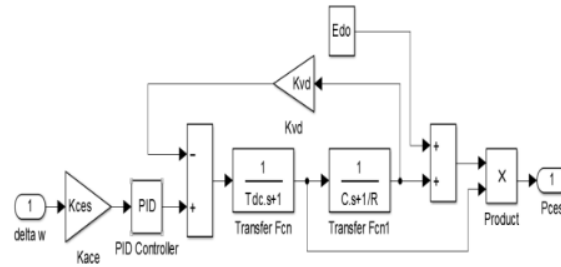 Edo
Kvd
Kvd
-
+
1
Tdc.s+1
Transfer Fcn
1
C.s+1/R
Transfer Fcn1
+
+
X
Product
1
Pces
1
delta w
Kces
Kace
PID
PID Controller